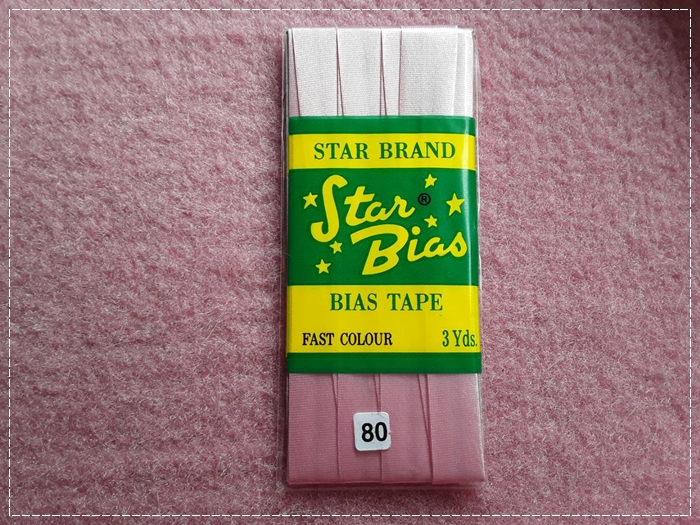 STAR BRAND
Star ®
Bias
BIAS TAPE
FAST COLOUR 3 Yds.
80